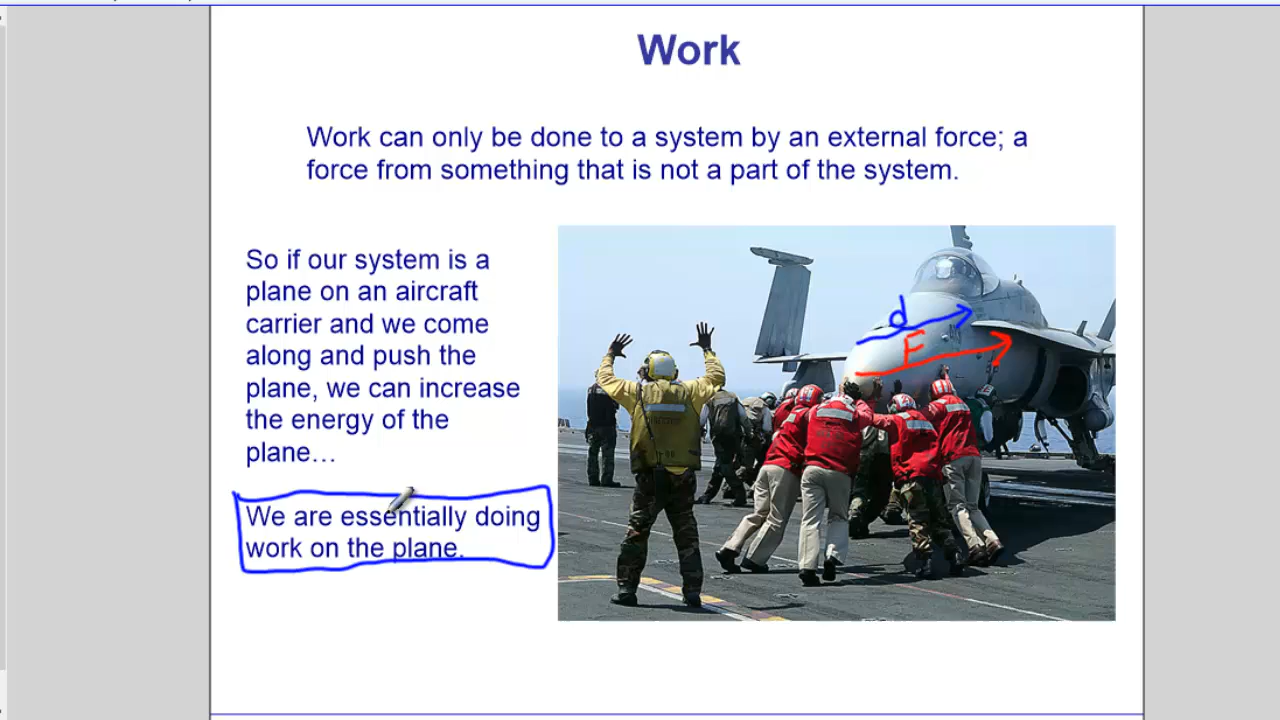 Work
Work can only be done to a system by an external force; a
force from something that is not a part of the system.
So if our system is a
plane on an aircraft
carrier and we come
along and push the
plane, we can increase
the energy of the
plane…
We are essentially doing
work on the plane.
d
F